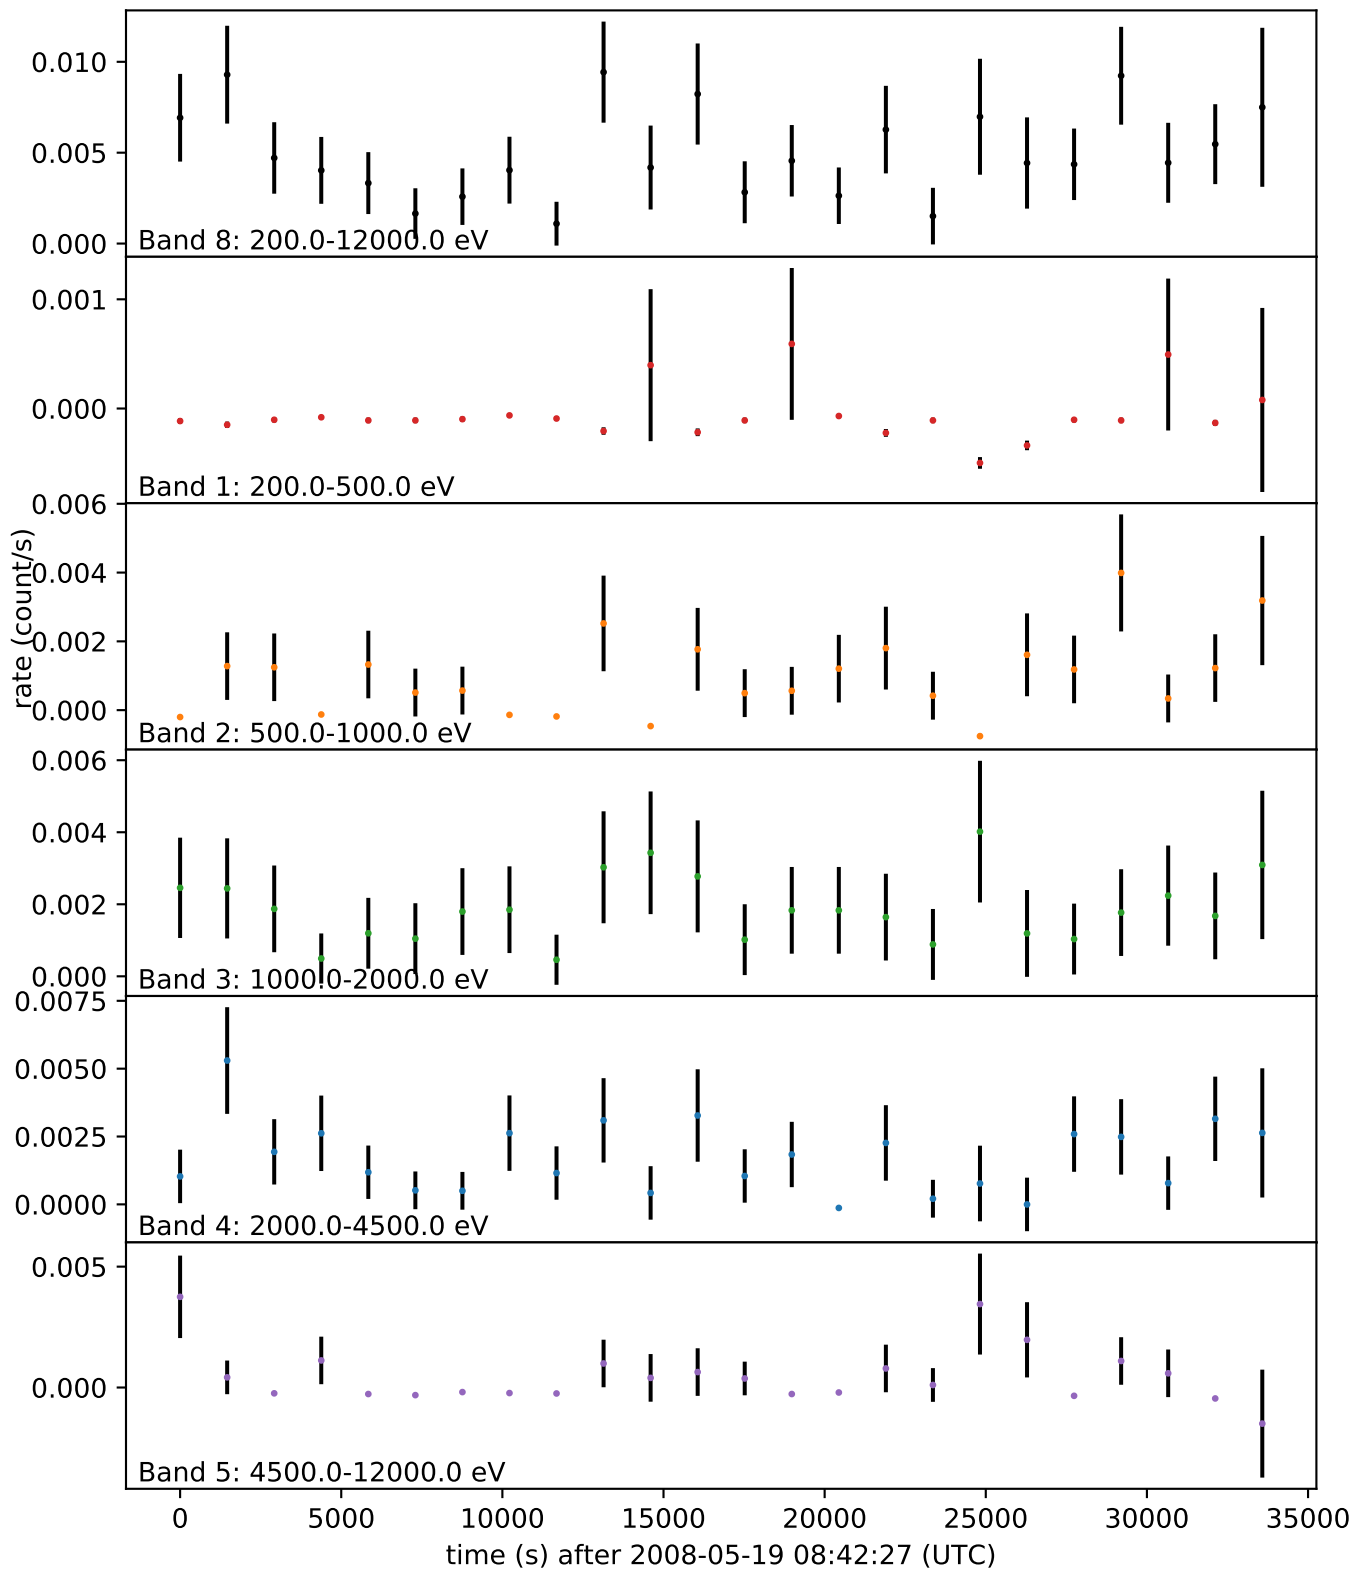 0.010
0.005
0.000
Band 8: 200.0-12000.0 eV
0.001
0.000
Band 1: 200.0-500.0 eV
rate (count/s)
0.006
0.004
0.002
0.000
Band 2: 500.0-1000.0 eV
0.006
0.004
0.002
0.000
Band 3: 1000.0-2000.0 eV
0.0075
0.0050
0.0025
0.0000
Band 4: 2000.0-4500.0 eV
0.005
0.000
Band 5: 4500.0-12000.0 eV
0 5000 10000 15000 20000 25000 30000 35000
time (s) after 2008-05-19 08:42:27 (UTC)